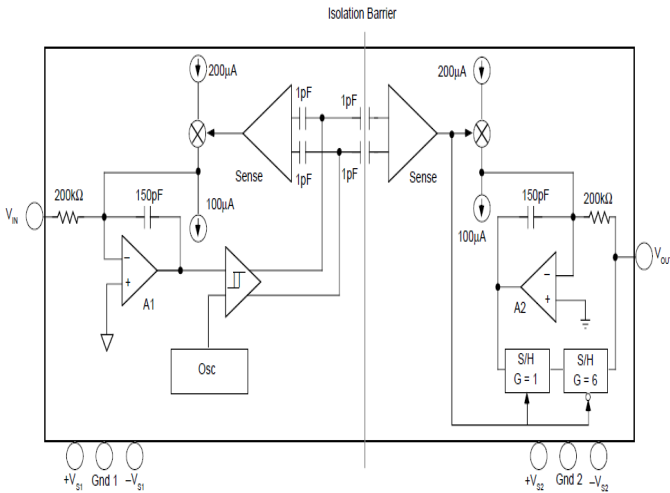 Isolation Barrier
200µA
200µA
1pF
1pF
1pF
1pF
Sense
Sense
200kΩ
150pF
100µA
150pF
200kΩ
100µA
VIN
VOU
A1
A2
Osc
S/H
G = 1
S/H
G = 6
+VS1
Gnd 1
–VS1
+VS2
Gnd 2
–VS2